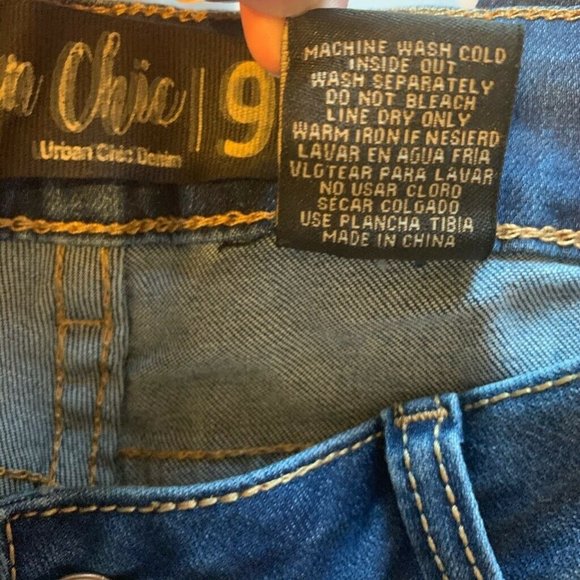 n Chic | 9
Urban Chic Denim
MACHINE WASH COLD
INSIDE OUT
WASH SEPARATELY
DO NOT BLEACH
LINE DRY ONLY
WARM IRON IF NESIERD
LAVAR EN AGUA FRIA
VLGTEAR PARA LAVAR
NO USAR CLORO
SECAR COLGADO
USE PLANCHA TIBIA
MADE IN CHINA